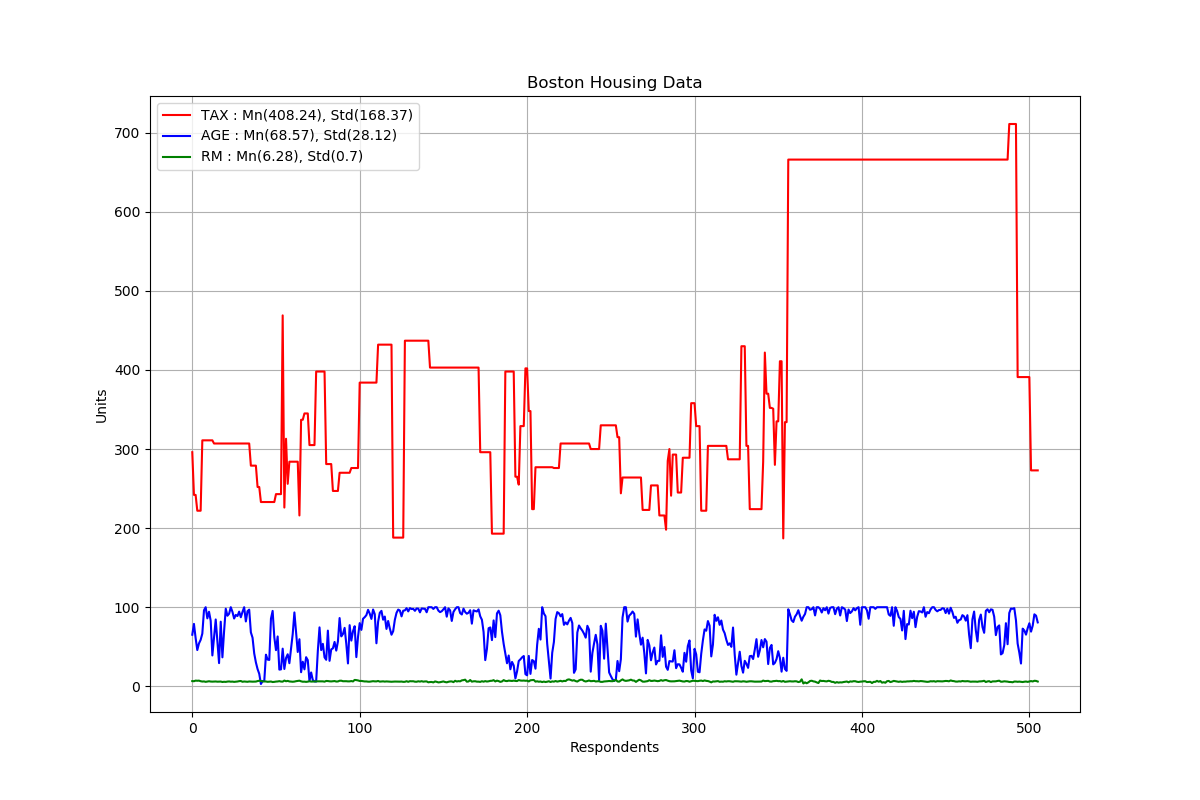 Boston Housing Data
TAX : Mn(408.24), Std(168.37)
AGE : Mn(68.57), Std(28.12)
RM : Mn(6.28), Std(0.7)
700
600
500
400
300
200
100
0
Units
0 100 200 300 400 500
Respondents